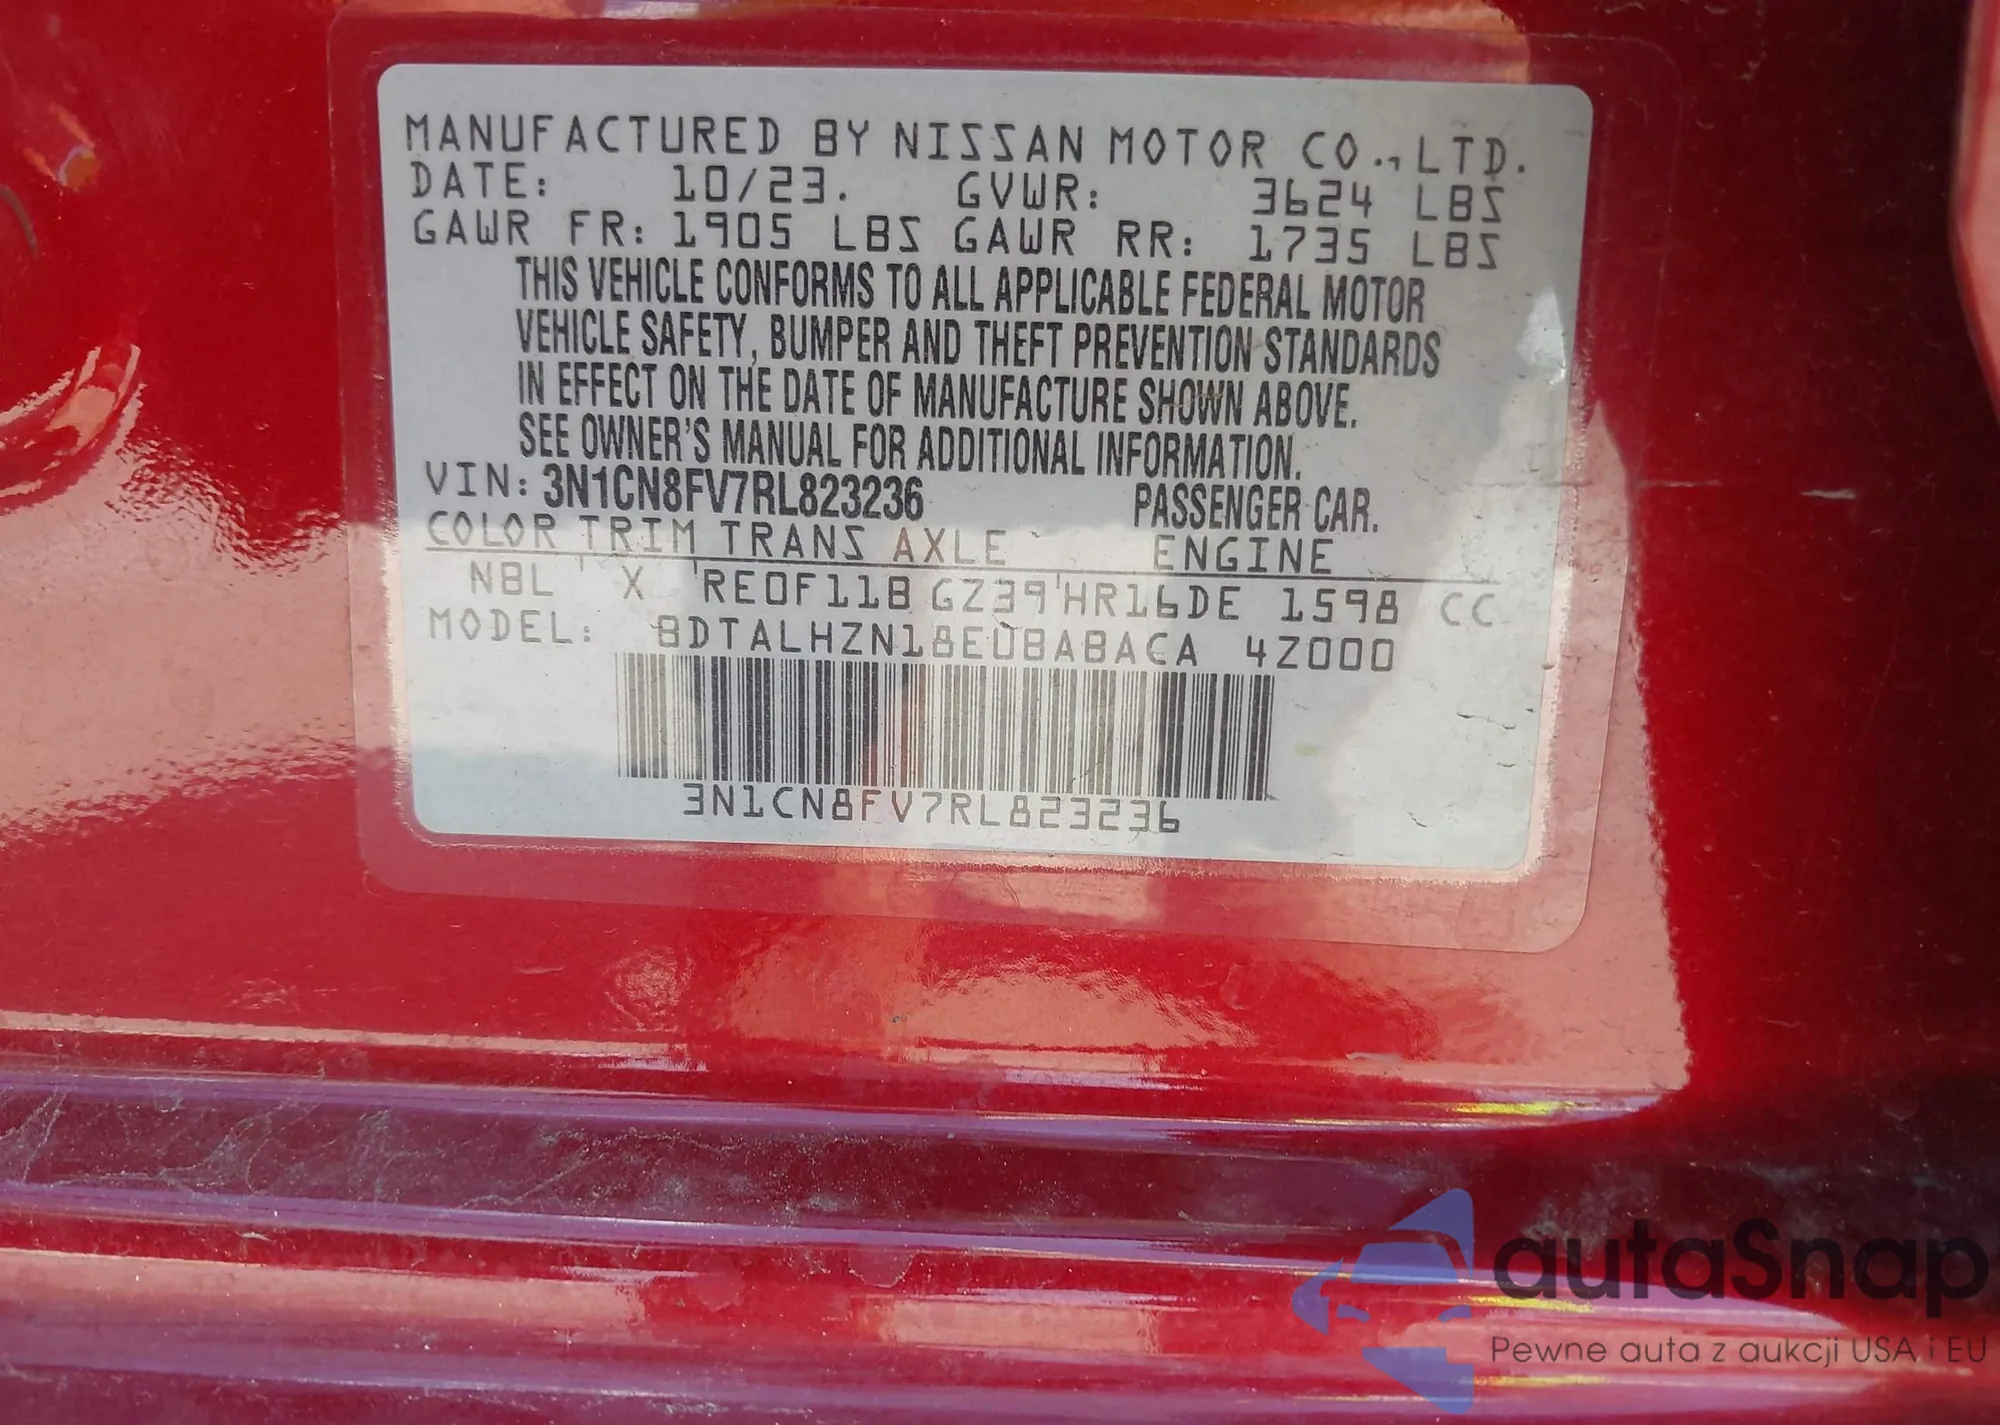 MANUFACTURED BY NISSAN MOTOR CO.,LTD.
DATE: 10/23. GVWR: 3624 LBS
GAWR FR: 1905 LBS GAWR RR: 1735 LBS
THIS VEHICLE CONFORMS TO ALL APPLICABLE FEDERAL MOTOR
VEHICLE SAFETY, BUMPER AND THEFT PREVENTION STANDARDS
IN EFFECT ON THE DATE OF MANUFACTURE SHOWN ABOVE.
SEE OWNER'S MANUAL FOR ADDITIONAL INFORMATION.
VIN: 3N1CN8FV7RL823236 PASSENGER CAR.
COLOR TRIM TRANS AXLE ENGINE
NBL X RE0F11B GZ39 HR16DE 1598 CC
MODEL: BDTALHZN18EUBABACA 4Z000
3N1CN8FV7RL823236
autaSnap
Pewne auta z aukcji USA i EU